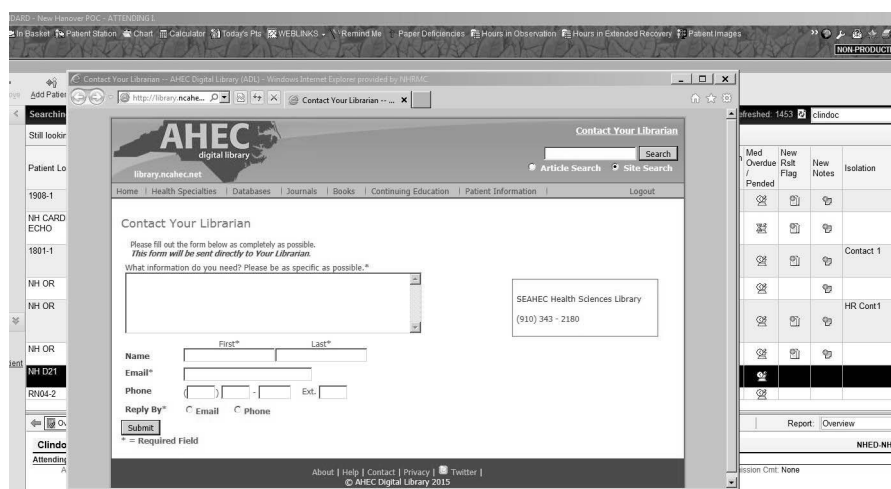 DARD - New Hanover POC - ATTENDING I
In Basket Patient Station Chart Calculator Today's Pts WEBLINKS Remind Me Paper Deficiencies Hours in Observation Hours in Extended Recovery Patient Images
NON-PRODUCT
Contact Your Librarian -- AHEC Digital Library (ADL) - Windows Internet Explorer provided by NHRMC
Add Patier
http://library.ncahe... Contact Your Librarian -- ...
Searchin
efreshed: 1453 clindoc
Still lookin
AHEC
digital library
library.ncahec.net
Contact Your Librarian
Search
Article Search Site Search
Patient Lo
Med Overdue / Pended
New Rslt Flag
New Notes
Isolation
Home | Health Specialties | Databases | Journals | Books | Continuing Education | Patient Information | Logout
1908-1
NH CARD ECHO
1801-1
Contact 1
NH OR
NH OR
HR Cont1
NH OR
NH D21
RN04-2
Contact Your Librarian
Please fill out the form below as completely as possible.
This form will be sent directly to Your Librarian.
What information do you need? Please be as specific as possible.*
SEAHEC Health Sciences Library
(910) 343 - 2180
First* Last*
Name
Email*
Phone ( ) - Ext.
Reply By* Email Phone
Submit
* = Required Field
Report: Overview
Clindo
NHED-NH
Attending
ission Cmt: None
About | Help | Contact | Privacy | Twitter |
© AHEC Digital Library 2015